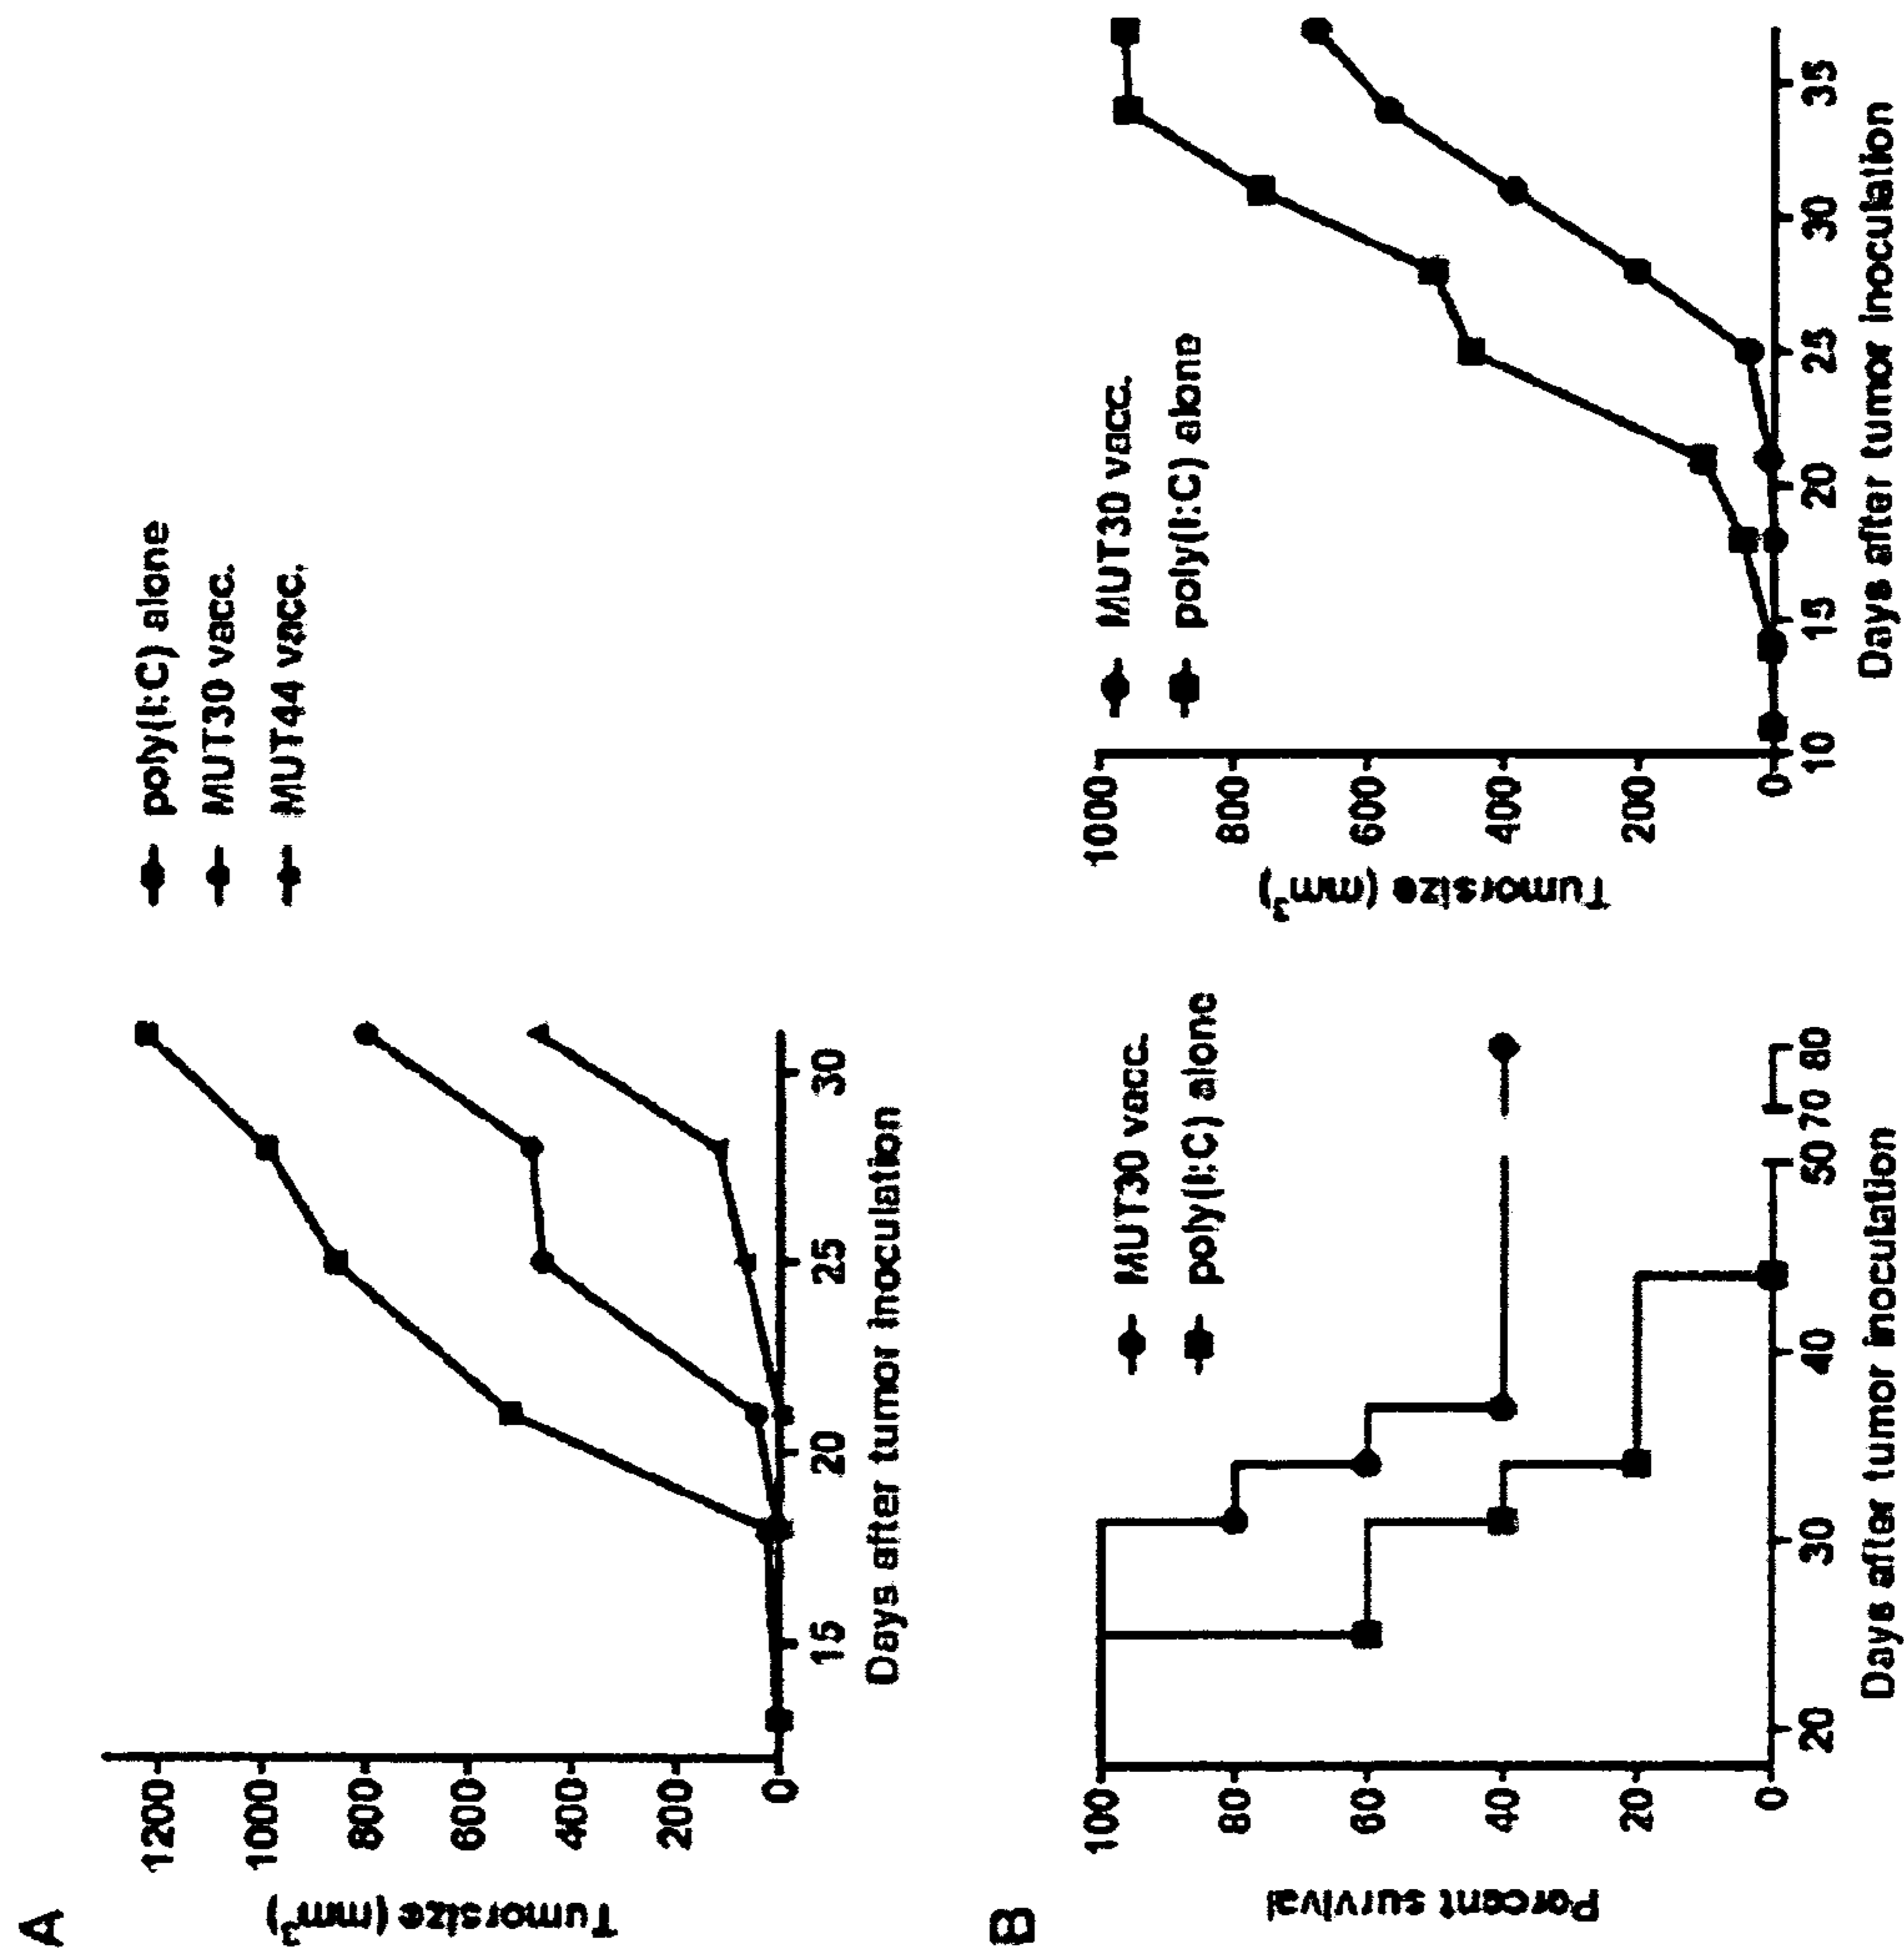 A
Tumorsize (mm³)
1200
1000
800
600
400
200
0
15
20
25
30
Days after tumor inoculation
poly(I:C) alone
MUT30 vacc.
MUT44 vacc.
B
Percent survival
100
80
60
40
20
0
20
30
40
50
70
80
Days after tumor inoculation
MUT30 vacc.
poly(I:C) alone
Tumorsize (mm³)
1000
800
600
400
200
0
10
15
20
25
30
35
Days after tumor inoculation
MUT30 vacc.
poly(I:C) alone